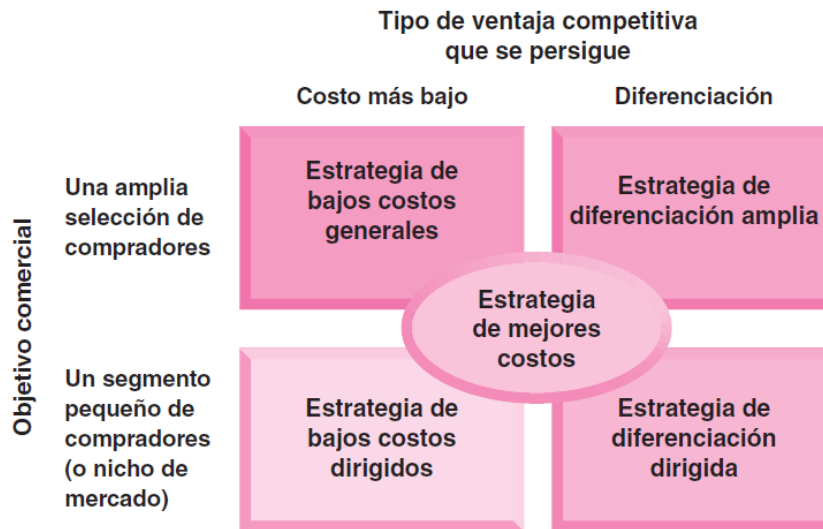 Tipo de ventaja competitiva
que se persigue
Costo más bajo
Diferenciación
Objetivo comercial
Una amplia
selección de
compradores
Estrategia de
bajos costos
generales
Estrategia de
diferenciación amplia
Estrategia
de mejores
costos
Un segmento
pequeño de
compradores
(o nicho de
mercado)
Estrategia de
bajos costos
dirigidos
Estrategia de
diferenciación
dirigida